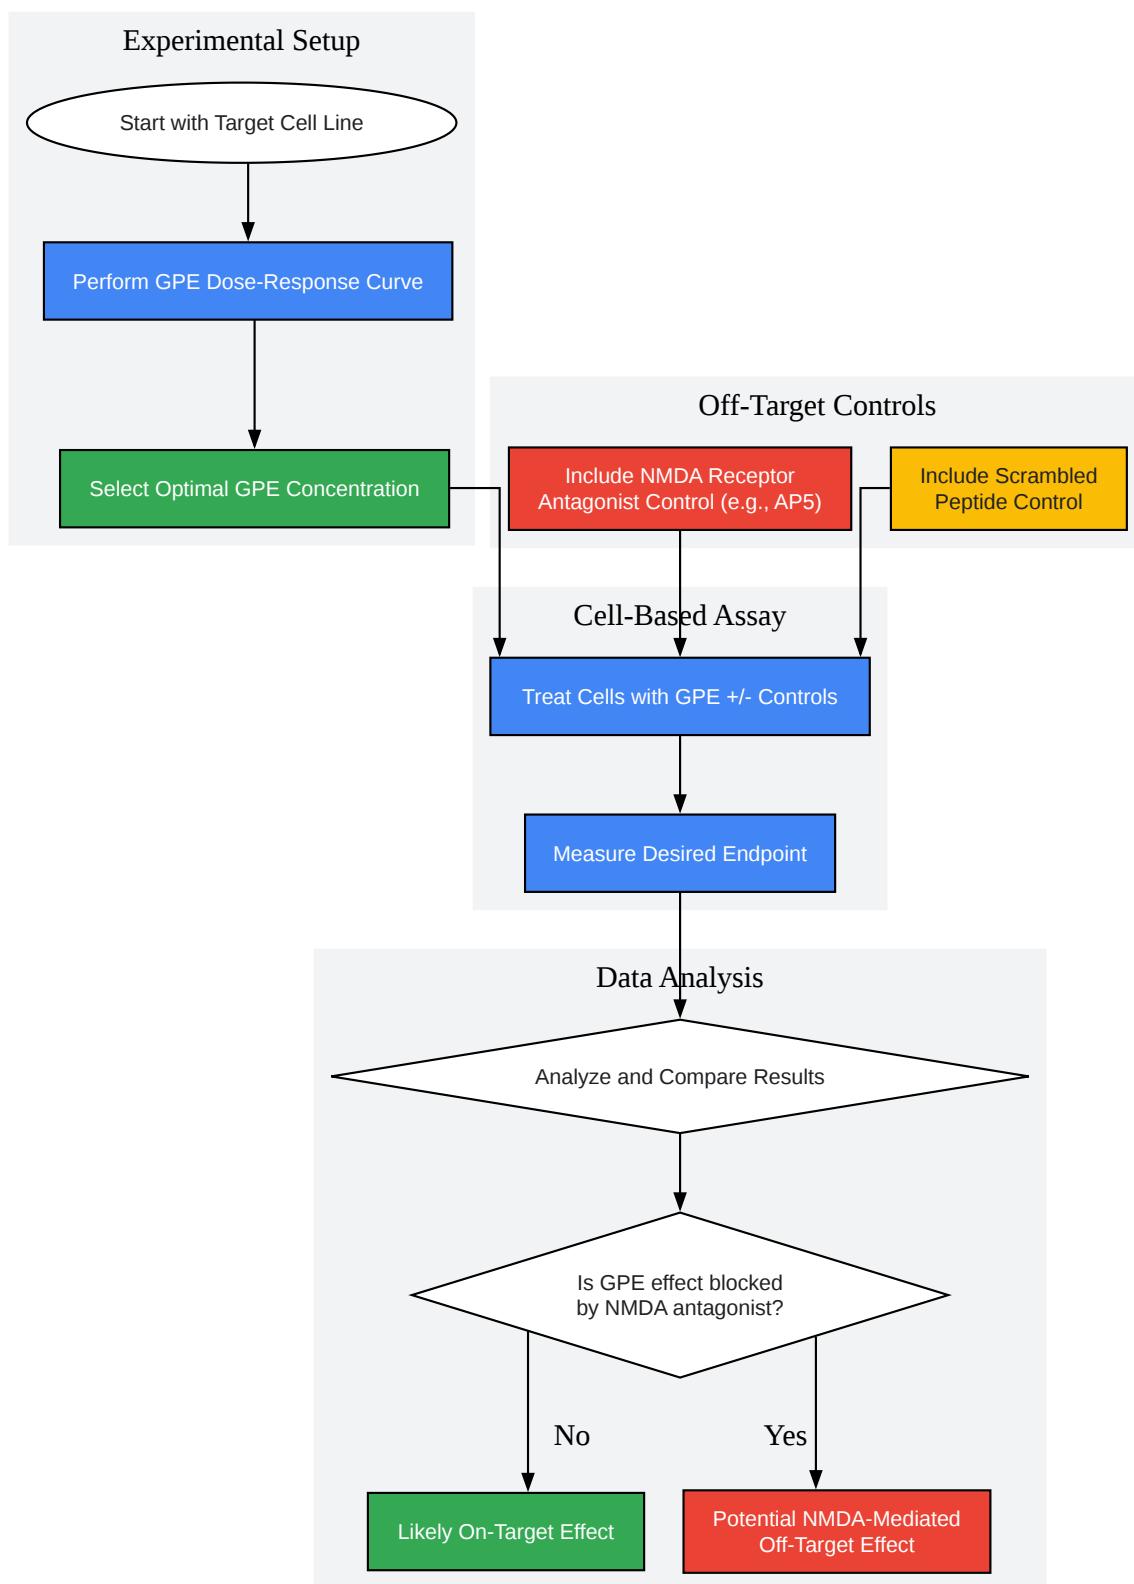 Experimental Setup
Start with Target Cell Line
Perform GPE Dose-Response Curve
Select Optimal GPE Concentration
Off-Target Controls
Include NMDA Receptor
Antagonist Control (e.g., AP5)
Include Scrambled
Peptide Control
Cell-Based Assay
Treat Cells with GPE +/- Controls
Measure Desired Endpoint
Data Analysis
Analyze and Compare Results
Is GPE effect blocked
by NMDA antagonist?
No
Yes
Likely On-Target Effect
Potential NMDA-Mediated
Off-Target Effect